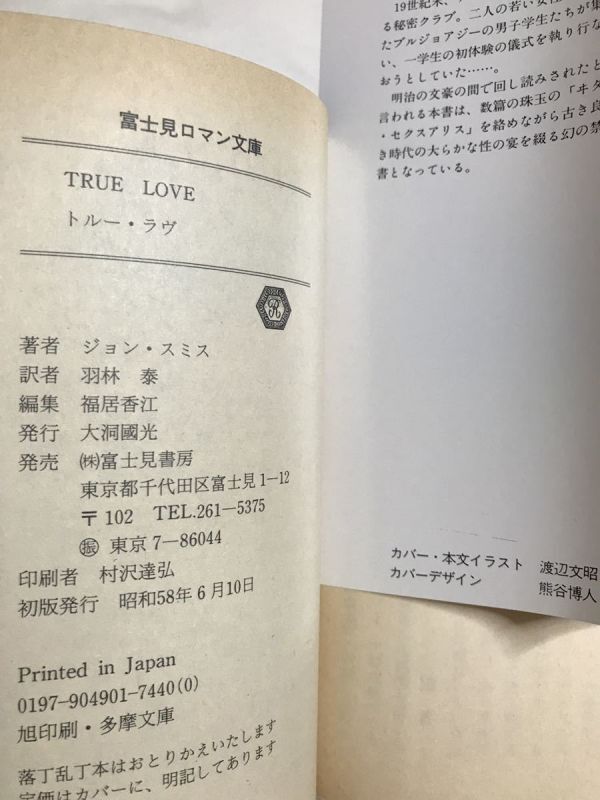 富士見ロマン文庫
TRUE LOVE
トルー・ラヴ
R
著者 ジョン・スミス
訳者 羽林 泰
編集 福居香江
発行 大洞國光
発売 ㈱富士見書房
東京都千代田区富士見1−12
〒102 TEL.261−5375
㊞振 東京7−86044
印刷者 村沢達弘
初版発行 昭和58年6月10日
Printed in Japan
0197−904901−7440(0)
旭印刷・多摩文庫
落丁乱丁本はおとりかえいたします
定価はカバーに、明記してあります
19世紀末、
る秘密クラブ。二人の若い女性
たブルジョアジーの男子学生たちが集
い、一学生の初体験の儀式を執り行な
おうとしていた……。
明治の文豪の間で回し読みされたと
言われる本書は、数篇の珠玉の「ヰタ
・セクスアリス」を絡めながら古き良
き時代の大らかな性の宴を綴る幻の禁
書となっている。
カバー・本文イラスト 渡辺文昭
カバーデザイン 熊谷博人